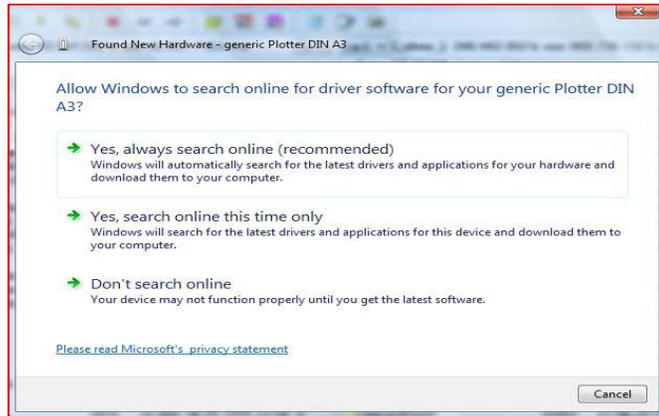 Found New Hardware - generic Plotter DIN A3
Allow Windows to search online for driver software for your generic Plotter DIN
A3?
Yes, always search online (recommended)
Windows will automatically search for the latest drivers and applications for your hardware and
download them to your computer.
Yes, search online this time only
Windows will search for the latest drivers and applications for this device and download them to
your computer.
Don't search online
Your device may not function properly until you get the latest software.
Please read Microsoft's privacy statement
Cancel